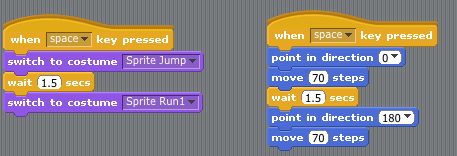 when space key pressed
switch to costume Sprite Jump
wait 1.5 secs
switch to costume Sprite Run1
when space key pressed
point in direction 0
move 70 steps
wait 1.5 secs
point in direction 180
move 70 steps